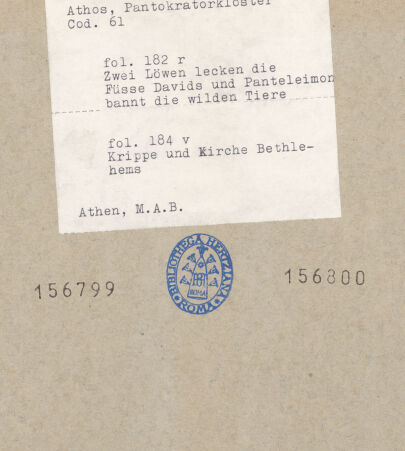 Athos, Pantokratorkloster
Cod. 61
fol. 182 r
Zwei Löwen lecken die
Füsse Davids und Panteleimon
bannt die wilden Tiere
fol. 184 v
Krippe und Kirche Bethle-
hems
Athen, M.A.B.
BIBLIOTHECA HERTZIANA
ROMA
156799
156800